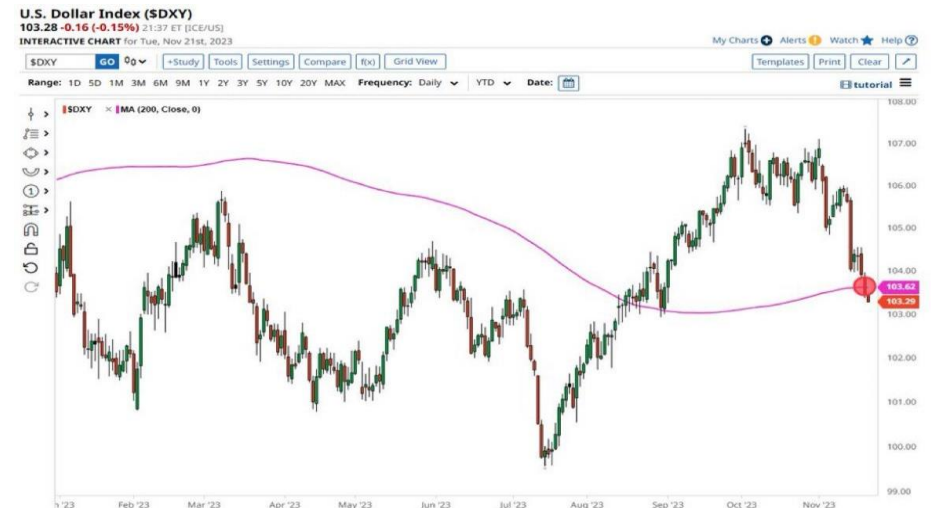 U.S. Dollar Index ($DXY)
103.28 -0.16 (-0.15%) 21:37 ET [ICE/US]
INTERACTIVE CHART for Tue, Nov 21st, 2023
My Charts Alerts Watch Help
$DXY GO +Study Tools Settings Compare f(x) Grid View Templates Print Clear
Range: 1D 5D 1M 3M 6M 9M 1Y 2Y 3Y 5Y 10Y 20Y MAX Frequency: Daily YTD Date: tutorial
$DXY × MA (200, Close, 0)
108.00
107.00
106.00
105.00
104.00
103.62
103.29
103.00
102.00
101.00
100.00
99.00
'23 Feb '23 Mar '23 Apr '23 May '23 Jun '23 Jul '23 Aug '23 Sep '23 Oct '23 Nov '23